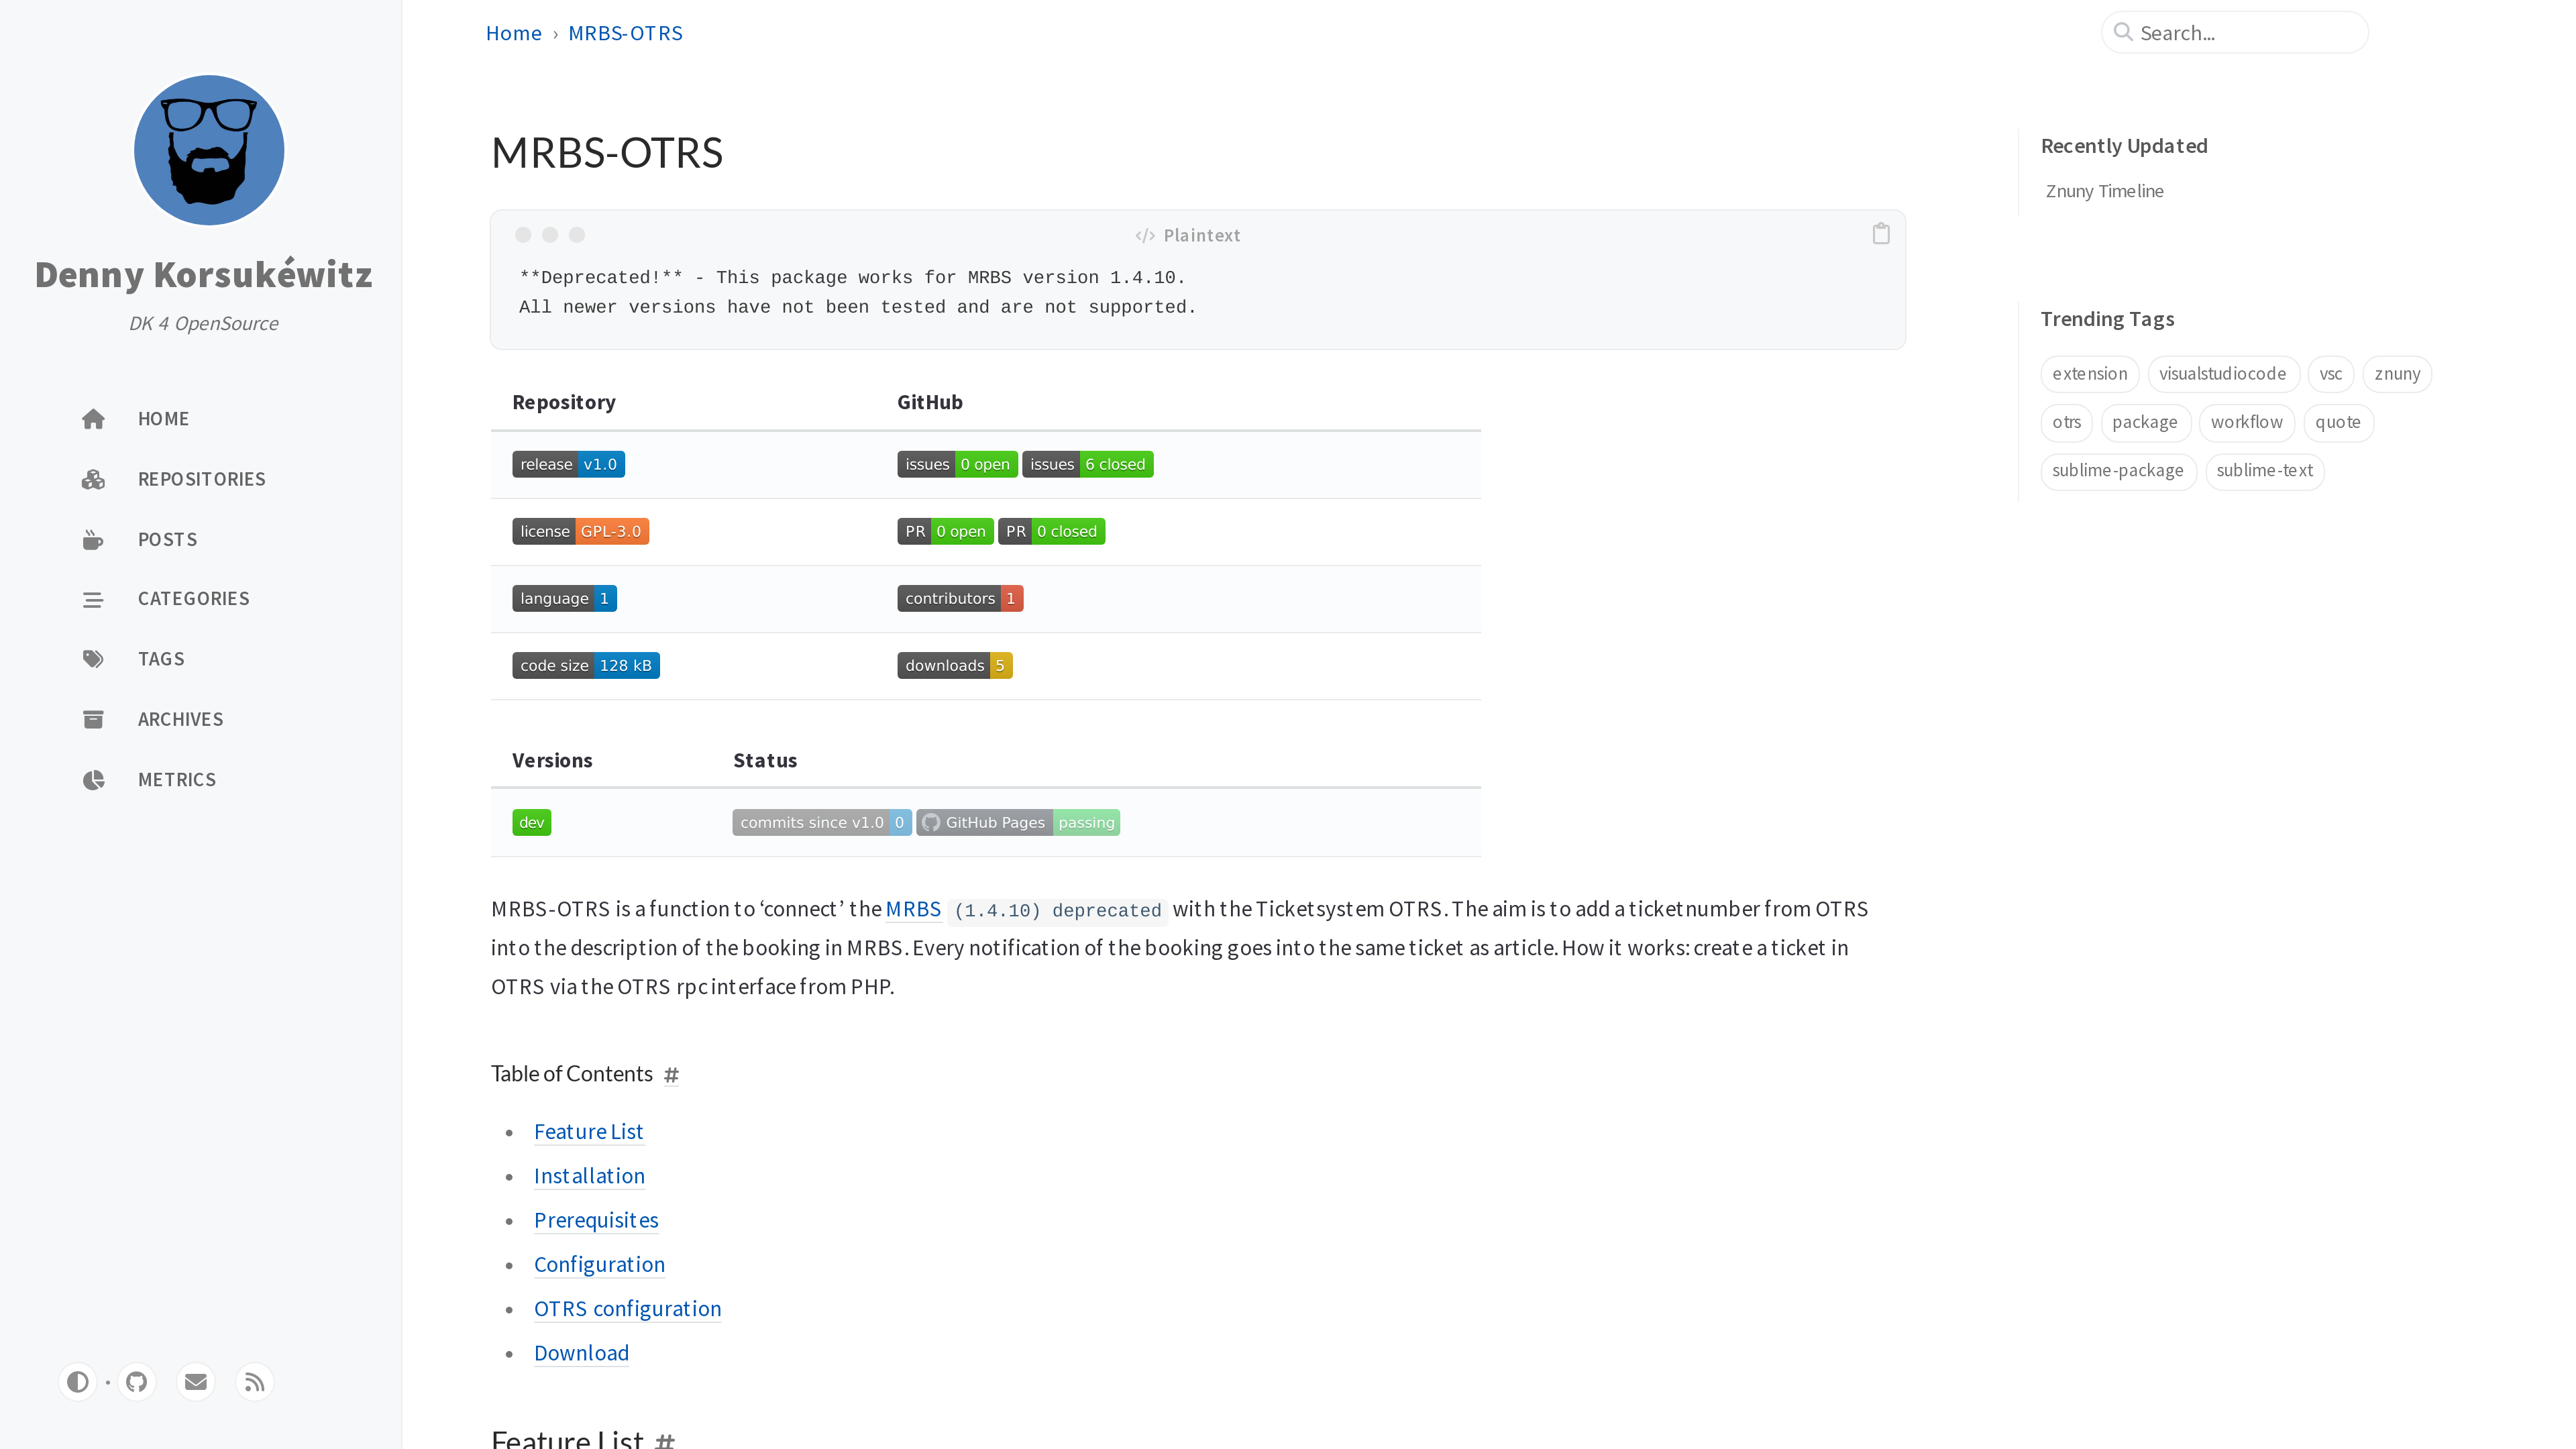 Denny Korsukéwitz
DK 4 OpenSource
HOME
REPOSITORIES
POSTS
CATEGORIES
TAGS
ARCHIVES
METRICS
Home › MRBS-OTRS
Search...
MRBS-OTRS
Plaintext
**Deprecated!** - This package works for MRBS version 1.4.10.
All newer versions have not been tested and are not supported.
Repository GitHub
release v1.0 issues 0 open issues 6 closed
license GPL-3.0 PR 0 open PR 0 closed
language 1 contributors 1
code size 128 kB downloads 5
Versions Status
dev commits since v1.0 0 GitHub Pages passing
MRBS-OTRS is a function to ‘connect’ the MRBS (1.4.10) deprecated with the Ticketsystem OTRS. The aim is to add a ticketnumber from OTRS
into the description of the booking in MRBS. Every notification of the booking goes into the same ticket as article. How it works: create a ticket in
OTRS via the OTRS rpc interface from PHP.
Table of Contents #
• Feature List
• Installation
• Prerequisites
• Configuration
• OTRS configuration
• Download
Feature List #
Recently Updated
Znuny Timeline
Trending Tags
extension visualstudiocode vsc znuny
otrs package workflow quote
sublime-package sublime-text